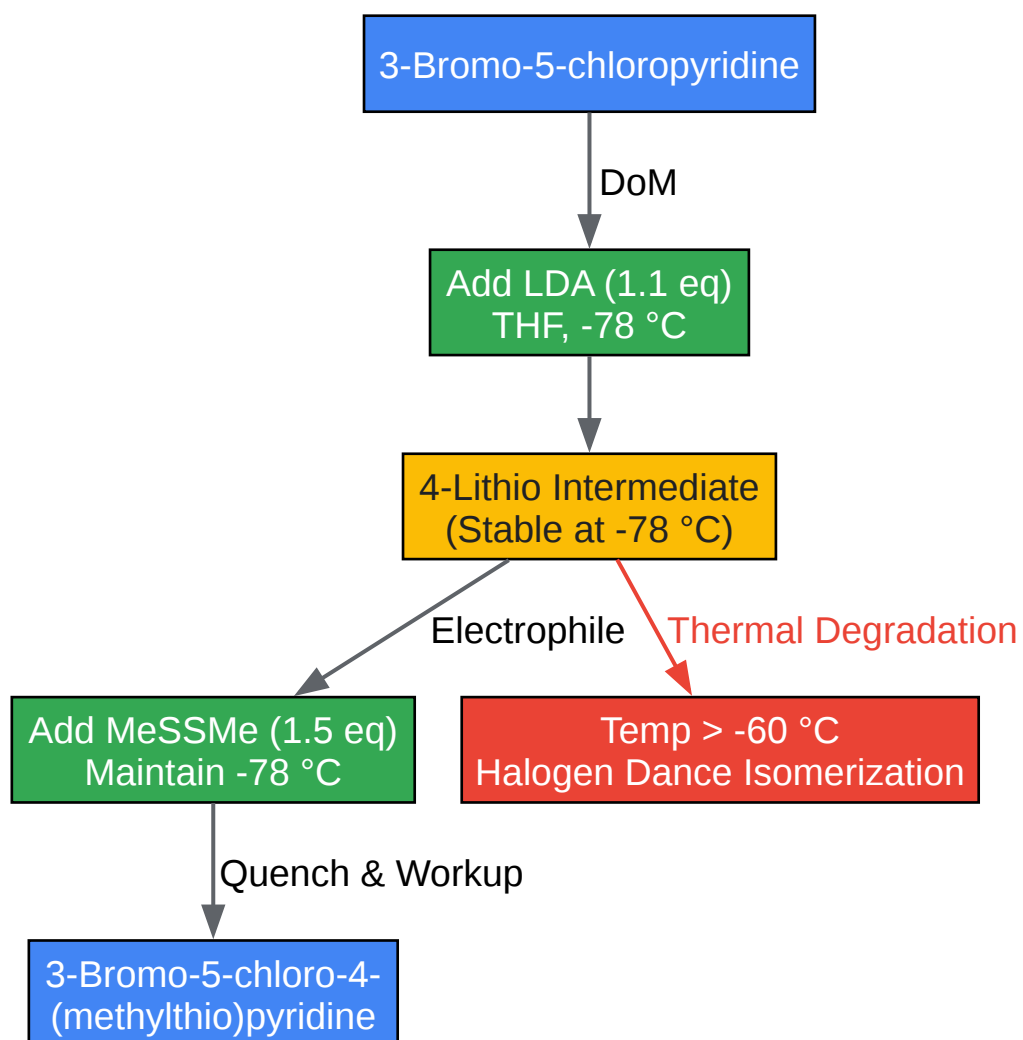 3-Bromo-5-chloropyridine
DoM
Add LDA (1.1 eq)
THF, -78 °C
4-Lithio Intermediate
(Stable at -78 °C)
Electrophile
Thermal Degradation
Add MeSSMe (1.5 eq)
Maintain -78 °C
Temp > -60 °C
Halogen Dance Isomerization
Quench & Workup
3-Bromo-5-chloro-4-
(methylthio)pyridine